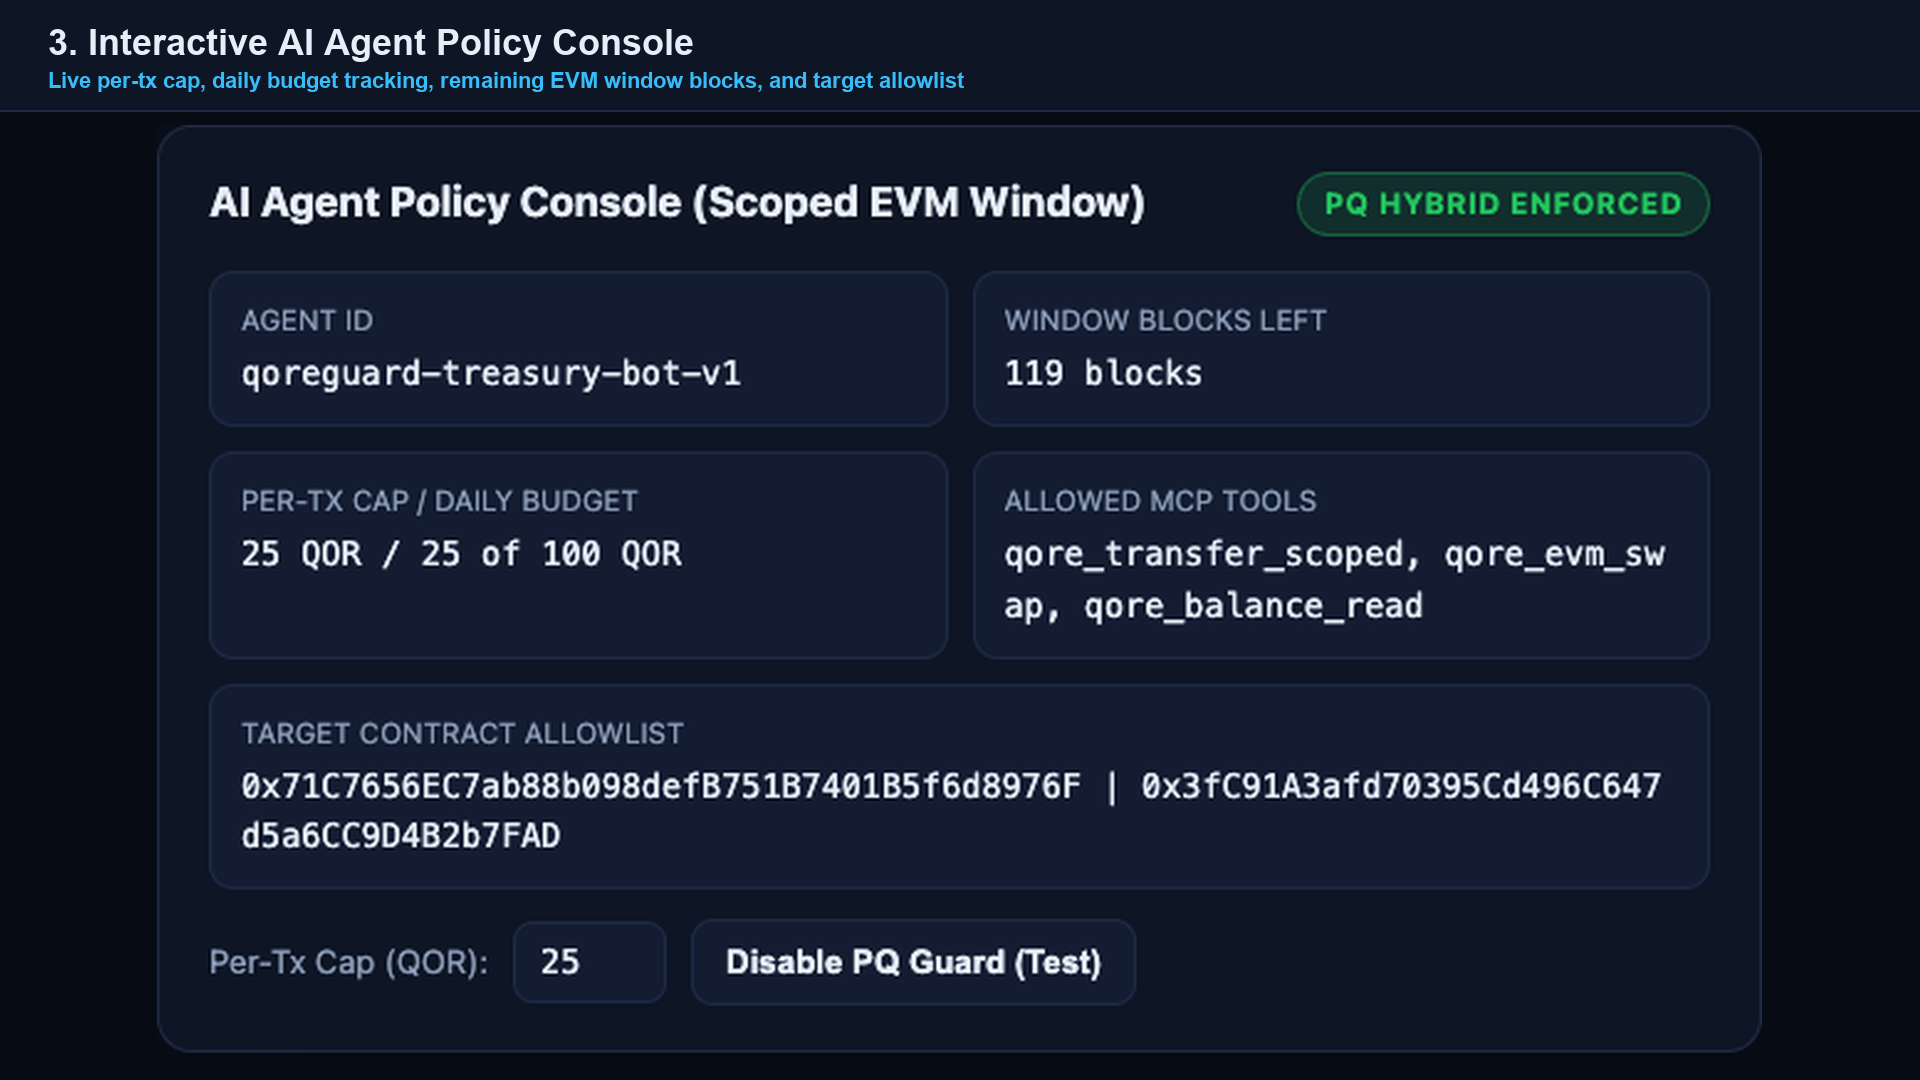 3. Interactive AI Agent Policy Console
Live per-tx cap, daily budget tracking, remaining EVM window blocks, and target allowlist
AI Agent Policy Console (Scoped EVM Window)
PQ HYBRID ENFORCED
AGENT ID
qoreguard-treasury-bot-v1
WINDOW BLOCKS LEFT
119 blocks
PER-TX CAP / DAILY BUDGET
25 QOR / 25 of 100 QOR
ALLOWED MCP TOOLS
qore_transfer_scoped, qore_evm_sw
ap, qore_balance_read
TARGET CONTRACT ALLOWLIST
0x71C7656EC7ab88b098defB751B7401B5f6d8976F | 0x3fC91A3afd70395Cd496C647
d5a6CC9D4B2b7FAD
Per-Tx Cap (QOR):
25
Disable PQ Guard (Test)